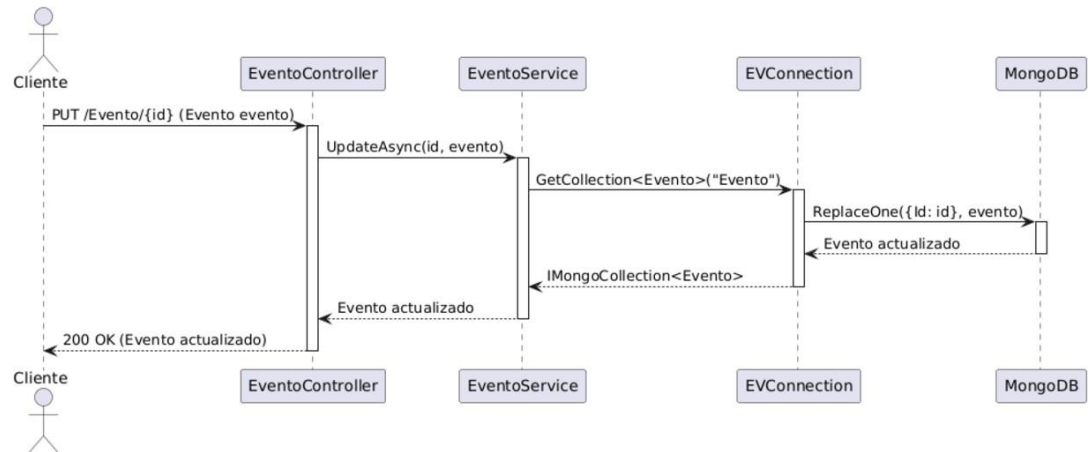 Cliente
EventoController
EventoService
EVConnection
MongoDB
PUT /Evento/{id} (Evento evento)
UpdateAsync(id, evento)
GetCollection<Evento>("Evento")
ReplaceOne({Id: id}, evento)
Evento actualizado
IMongoCollection<Evento>
Evento actualizado
200 OK (Evento actualizado)
Cliente
EventoController
EventoService
EVConnection
MongoDB